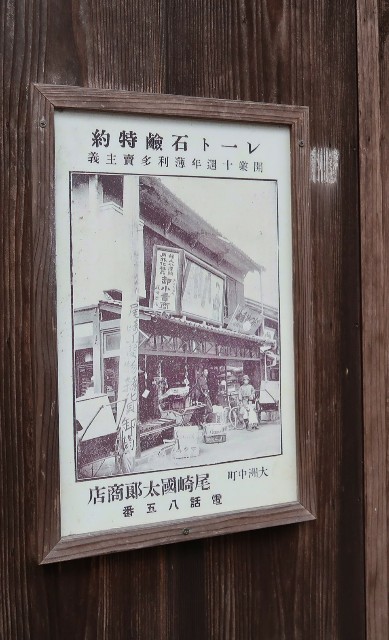 レート石鹼特約
開業十週年薄利多賣主義
大洲中町
尾崎國太郎商店
電話八五番